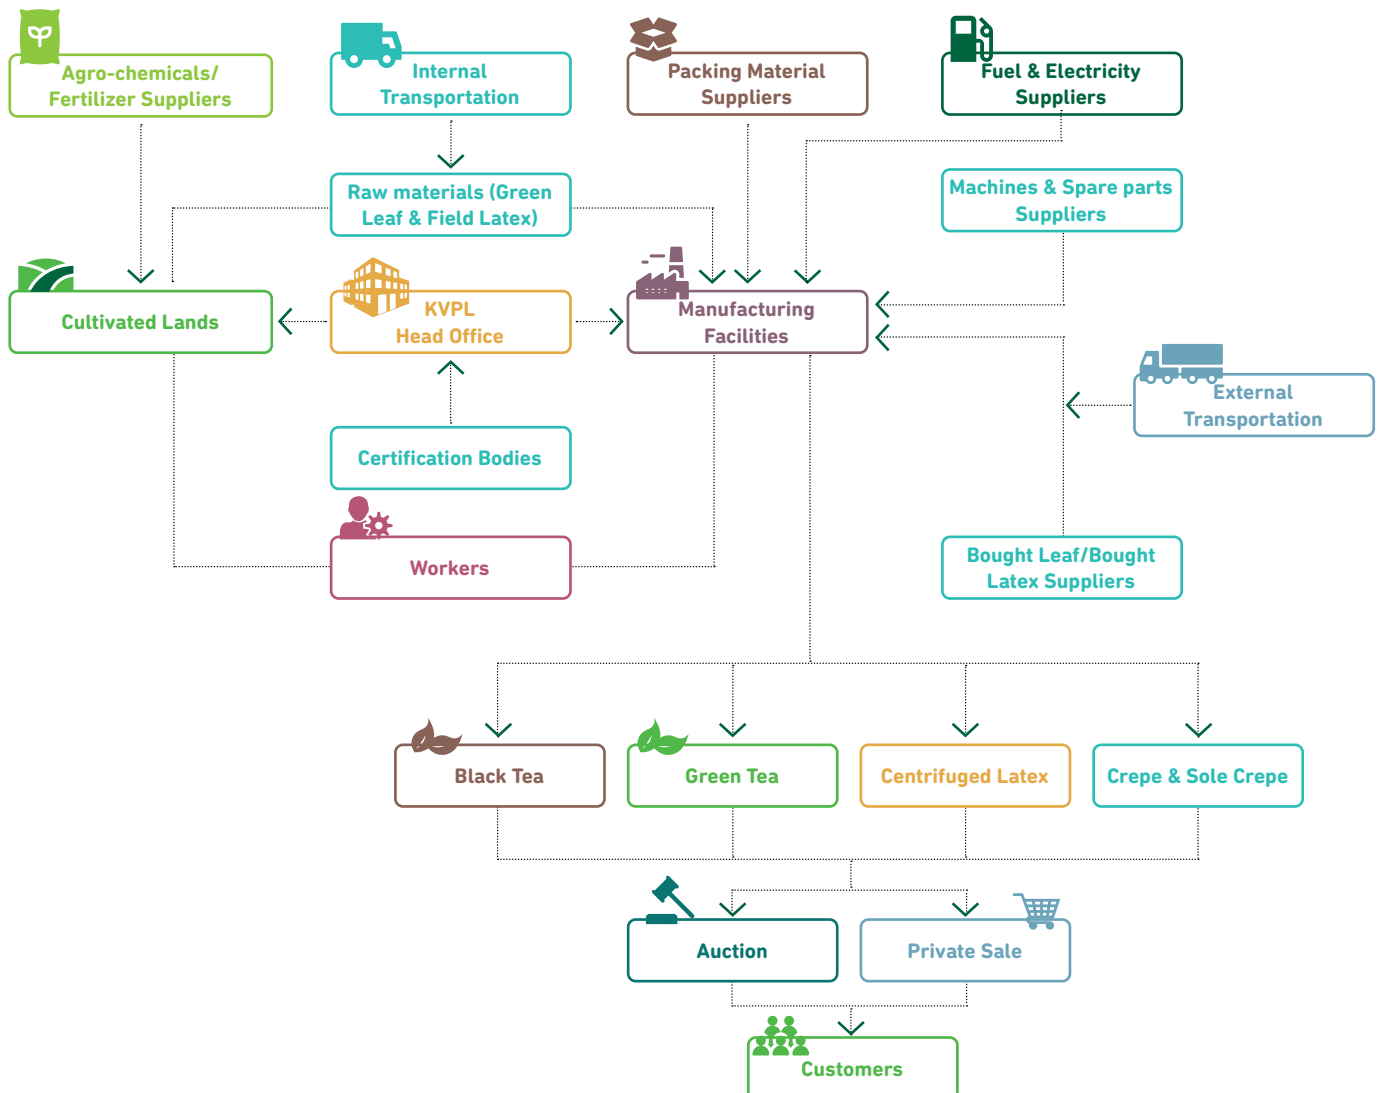 Agro-chemicals/
Fertilizer Suppliers
Internal
Transportation
Packing Material
Suppliers
Fuel & Electricity
Suppliers
Raw materials (Green
Leaf & Field Latex)
Machines & Spare parts
Suppliers
Cultivated Lands
KVPL
Head Office
Manufacturing
Facilities
External
Transportation
Certification Bodies
Workers
Bought Leaf/Bought
Latex Suppliers
Black Tea
Green Tea
Centrifuged Latex
Crepe & Sole Crepe
Auction
Private Sale
Customers